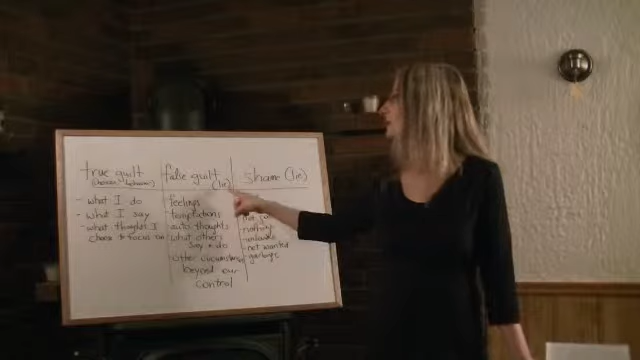 true guilt
- what I do
- what I say
- what thoughts I
choose to focus on
false guilt
(lie)
feelings
temptations
auto thoughts
what others
say + do
other circumstances
beyond our
control
shame (lie)
nothing
- not wanted
- garbage